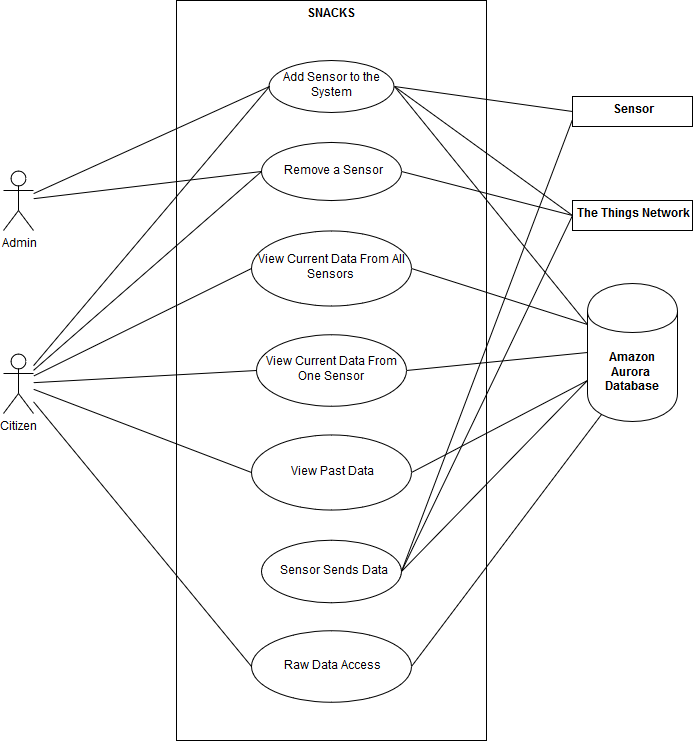 SNACKS
Add Sensor to the
System
Sensor
Remove a Sensor
The Things Network
Admin
View Current Data From All
Sensors
View Current Data From
One Sensor
Amazon
Aurora
Database
Citizen
View Past Data
Sensor Sends Data
Raw Data Access